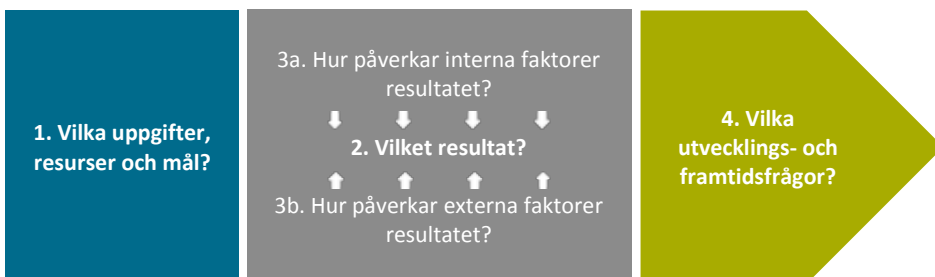 1. Vilka uppgifter,
resurser och mål?
3a. Hur påverkar interna faktorer
resultatet?
2. Vilket resultat?
3b. Hur påverkar externa faktorer
resultatet?
4. Vilka
utvecklings- och
framtidsfrågor?